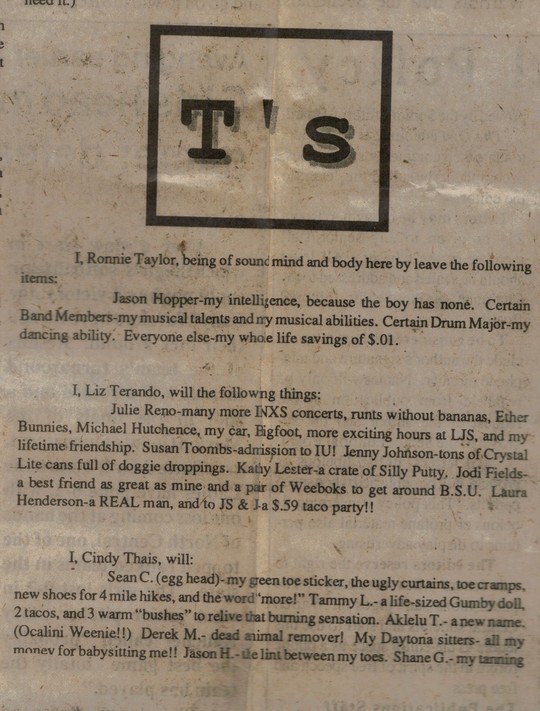 need it.)
T's
I, Ronnie Taylor, being of sound mind and body here by leave the following
items:
Jason Hopper-my intelligence, because the boy has none. Certain
Band Members-my musical talents and my musical abilities. Certain Drum Major-my
dancing ability. Everyone else-my whole life savings of $.01.
I, Liz Terando, will the followng things:
Julie Reno-many more INXS concerts, runts without bananas, Ether
Bunnies, Michael Hutchence, my car, Bigfoot, more exciting hours at LJS, and my
lifetime friendship. Susan Toombs-admission to IU! Jenny Johnson-tons of Crystal
Lite cans full of doggie droppings. Kathy Lester-a crate of Silly Putty. Jodi Fields-
a best friend as great as mine and a par of Weeboks to get around B.S.U. Laura
Henderson-a REAL man, and to JS & Ja $.59 taco party!!
I, Cindy Thais, will:
Sean C. (egg head)-my green toe sticker, the ugly curtains, toe cramps,
new shoes for 4 mile hikes, and the word "more!" Tammy L.- a life-sized Gumby doll,
2 tacos, and 3 warm "bushes" to relive that burning sensation. Aklelu T.- a new name.
(Ocalini Weenie!!) Derek M.- dead animal remover! My Daytona sitters- all my
money for babysitting me!! Jason H.- the lint between my toes. Shane G.- my tanning